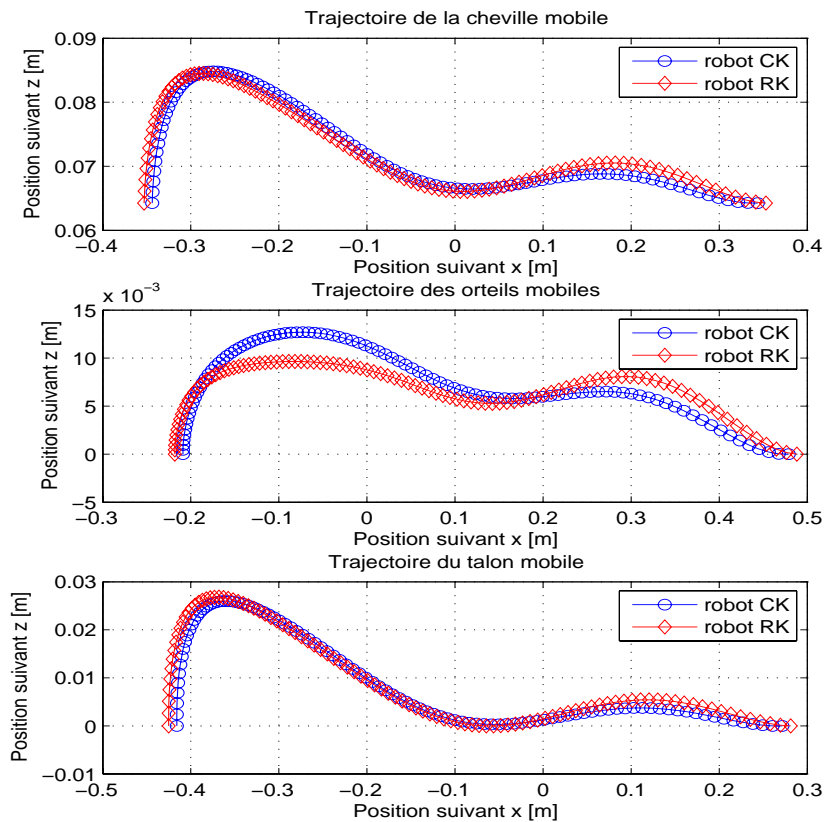 Trajectoire de la cheville mobile
0.09
0.08
0.07
0.06
Position suivant z [m]
robot CK
robot RK
−0.4 −0.3 −0.2 −0.1 0 0.1 0.2 0.3 0.4
Position suivant x [m]
Trajectoire des orteils mobiles
x 10−3
15
10
5
0
−5
Position suivant z [m]
robot CK
robot RK
−0.3 −0.2 −0.1 0 0.1 0.2 0.3 0.4 0.5
Position suivant x [m]
Trajectoire du talon mobile
0.03
0.02
0.01
0
−0.01
Position suivant z [m]
robot CK
robot RK
−0.5 −0.4 −0.3 −0.2 −0.1 0 0.1 0.2 0.3
Position suivant x [m]